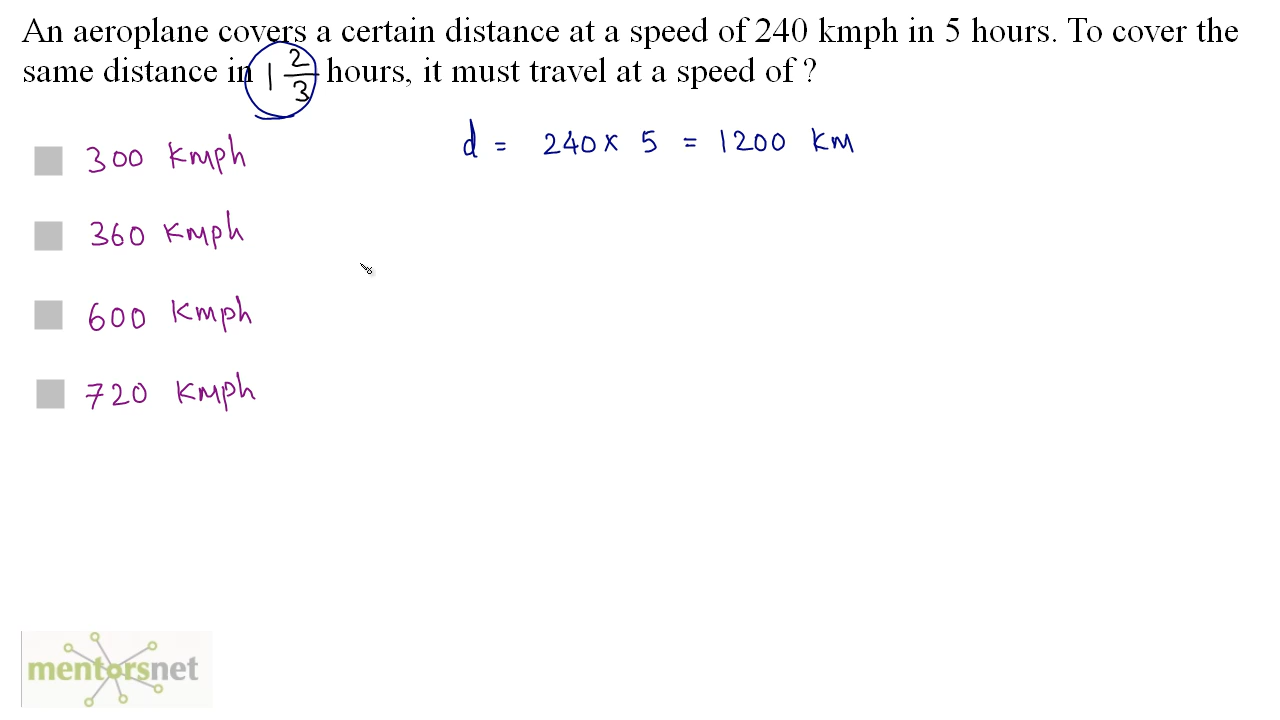 An aeroplane covers a certain distance at a speed of 240 kmph in 5 hours. To cover the
same distance in 1 2/3 hours, it must travel at a speed of ?
d = 240 x 5 = 1200 KM
300 Kmph
360 Kmph
600 Kmph
720 Kmph
mentorsnet